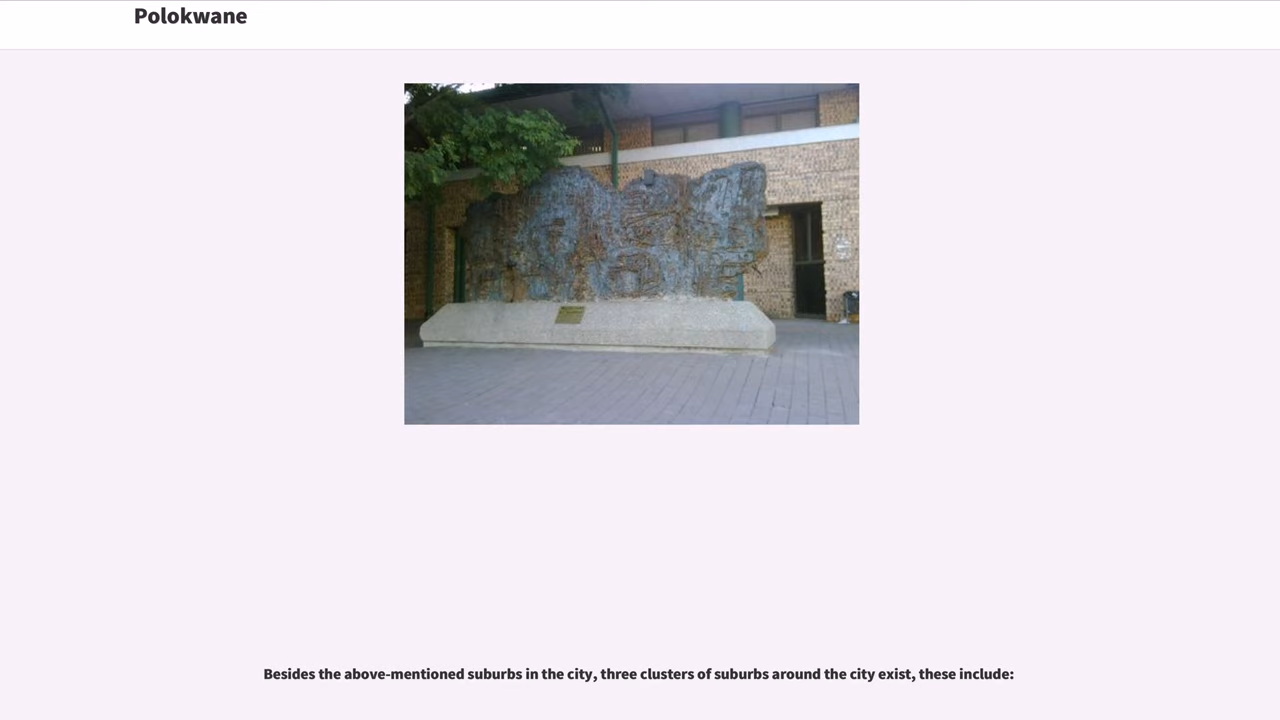 Polokwane
Besides the above-mentioned suburbs in the city, three clusters of suburbs around the city exist, these include: